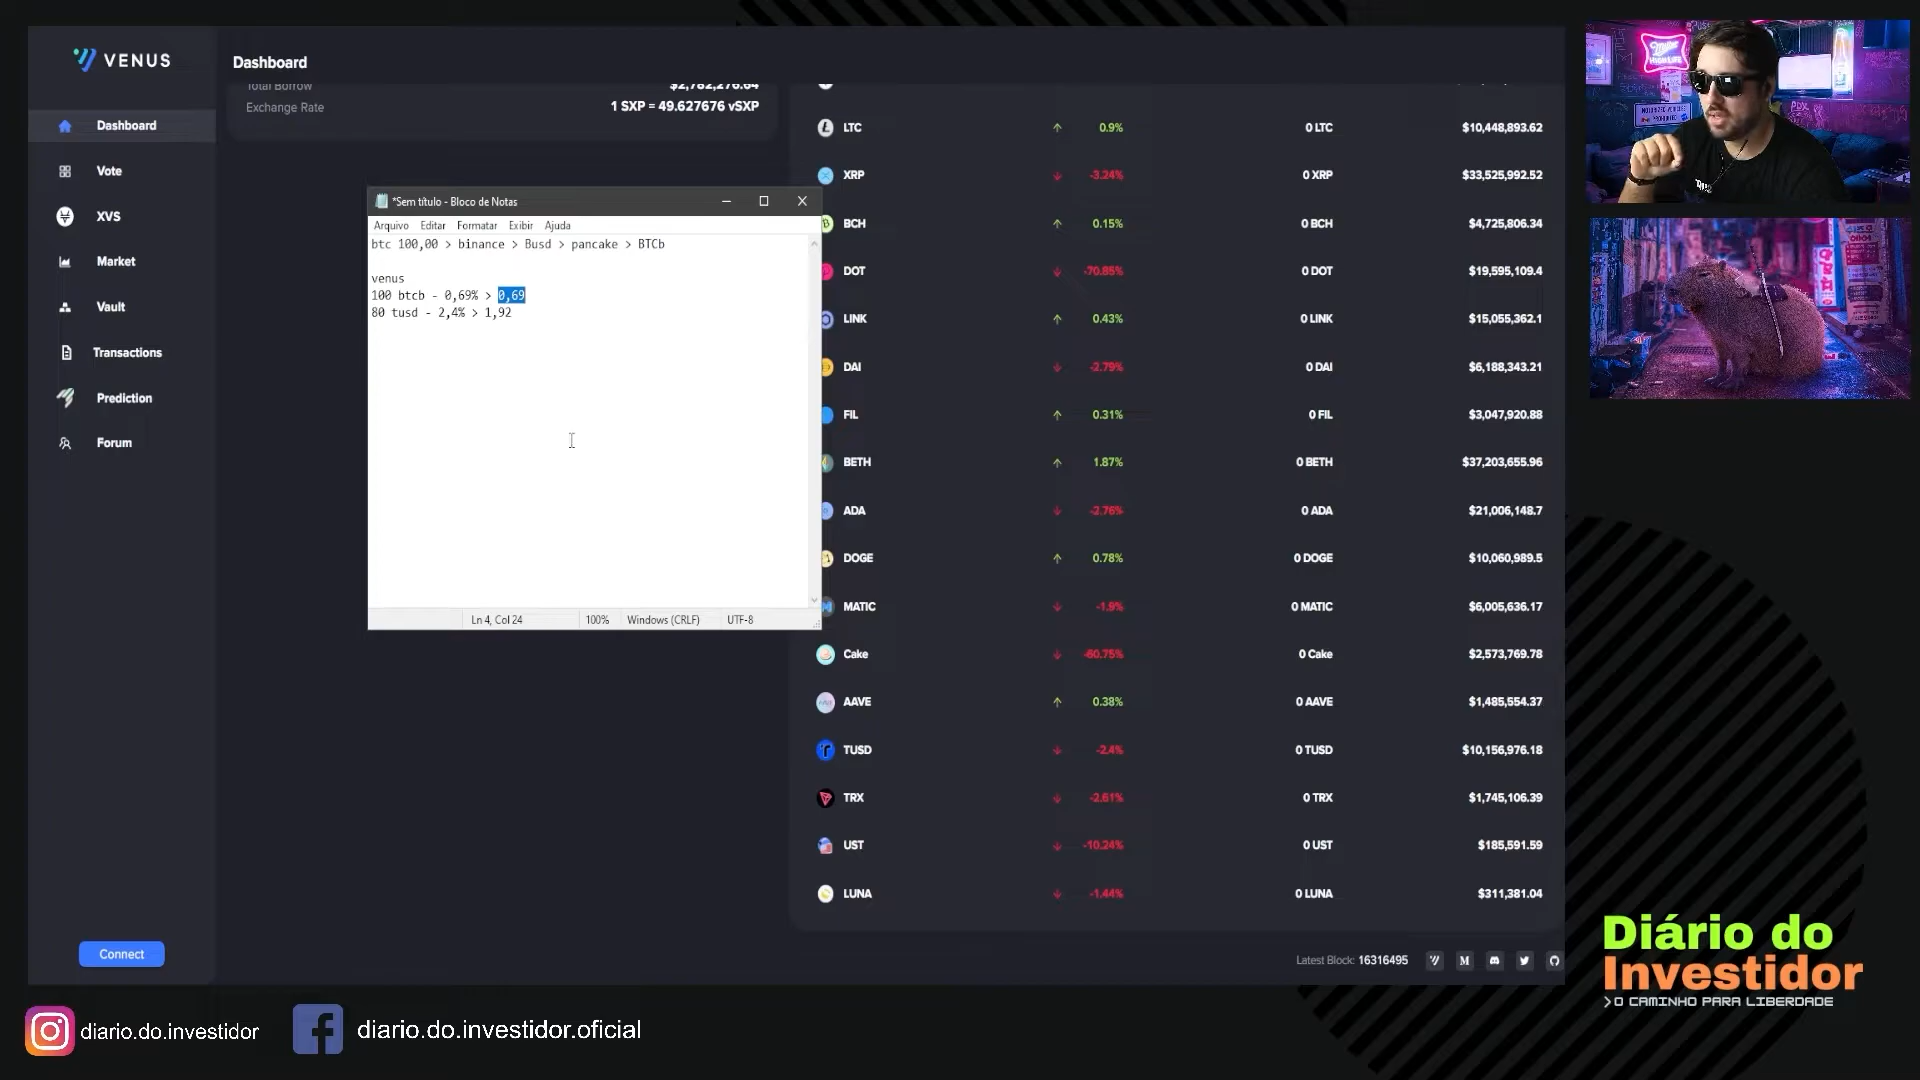 VENUS
Dashboard
Vote
XVS
Market
Vault
Transactions
Prediction
Forum
Connect
Dashboard
Total Borrow $2,782,276.64
Exchange Rate 1 SXP = 49.627676 vSXP
*Sem título - Bloco de Notas
Arquivo Editar Formatar Exibir Ajuda
btc 100,00 > binance > Busd > pancake > BTCb
venus
100 btcb - 0,69% > 0,69
80 tusd - 2,4% > 1,92
Ln 4, Col 24 100% Windows (CRLF) UTF-8
LTC 0.9% 0 LTC $10,448,893.62
XRP -3.24% 0 XRP $33,525,992.52
BCH 0.15% 0 BCH $4,725,806.34
DOT -70.85% 0 DOT $19,595,109.4
LINK 0.43% 0 LINK $15,055,362.1
DAI -2.79% 0 DAI $6,188,343.21
FIL 0.31% 0 FIL $3,047,920.88
BETH 1.87% 0 BETH $37,203,655.96
ADA -2.76% 0 ADA $21,006,148.7
DOGE 0.78% 0 DOGE $10,060,989.5
MATIC -1.9% 0 MATIC $6,005,636.17
Cake -60.75% 0 Cake $2,573,769.78
AAVE 0.38% 0 AAVE $1,485,554.37
TUSD -2.4% 0 TUSD $10,156,976.18
TRX -2.61% 0 TRX $1,745,106.39
UST -10.24% 0 UST $185,591.59
LUNA -1.44% 0 LUNA $311,381.04
Latest Block: 16316495
Miller
HIGH LIFE
Diário do
Investidor
>O CAMINHO PARA LIBERDADE
diario.do.investidor
diario.do.investidor.oficial